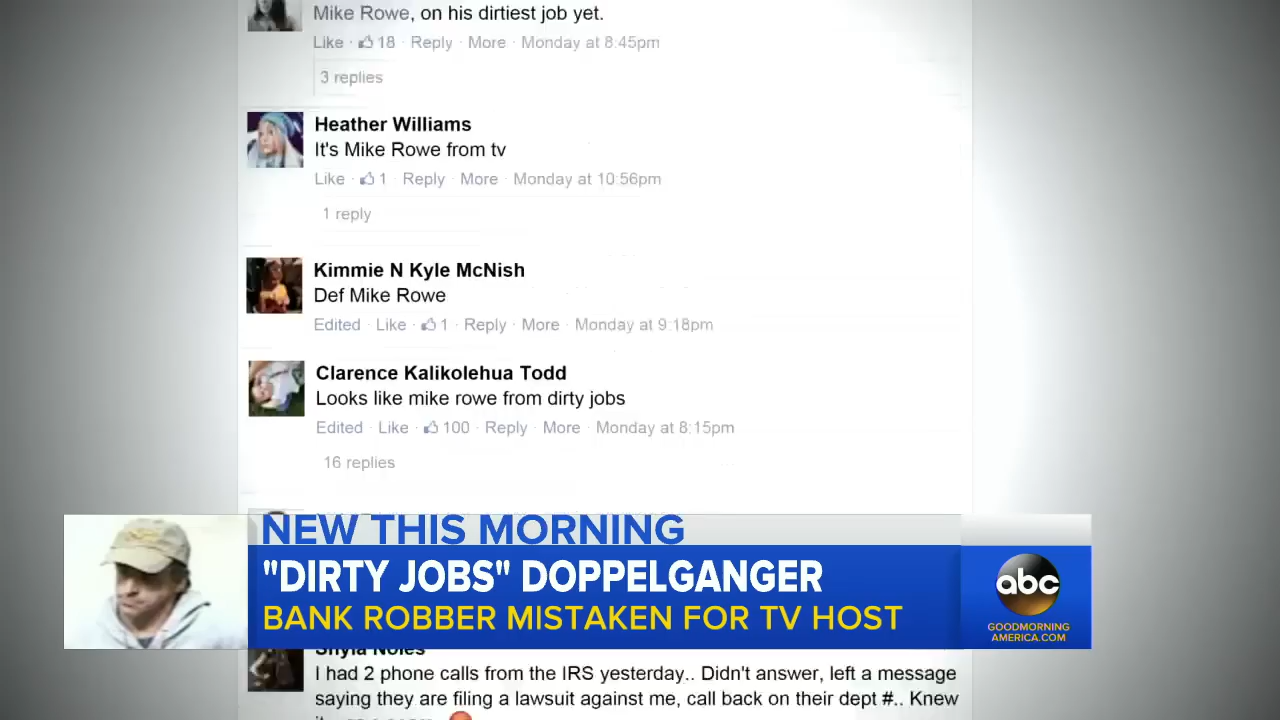 Mike Rowe, on his dirtiest job yet.
Like · 18 · Reply · More · Monday at 8:45pm
3 replies
Heather Williams
It's Mike Rowe from tv
Like · 1 · Reply · More · Monday at 10:56pm
1 reply
Kimmie N Kyle McNish
Def Mike Rowe
Edited · Like · 1 · Reply · More · Monday at 9:18pm
Clarence Kalikolehua Todd
Looks like mike rowe from dirty jobs
Edited · Like · 100 · Reply · More · Monday at 8:15pm
16 replies
NEW THIS MORNING
"DIRTY JOBS" DOPPELGANGER
BANK ROBBER MISTAKEN FOR TV HOST
abc
GOODMORNING
AMERICA.COM
I had 2 phone calls from the IRS yesterday.. Didn't answer, left a message
saying they are filing a lawsuit against me, call back on their dept #.. Knew